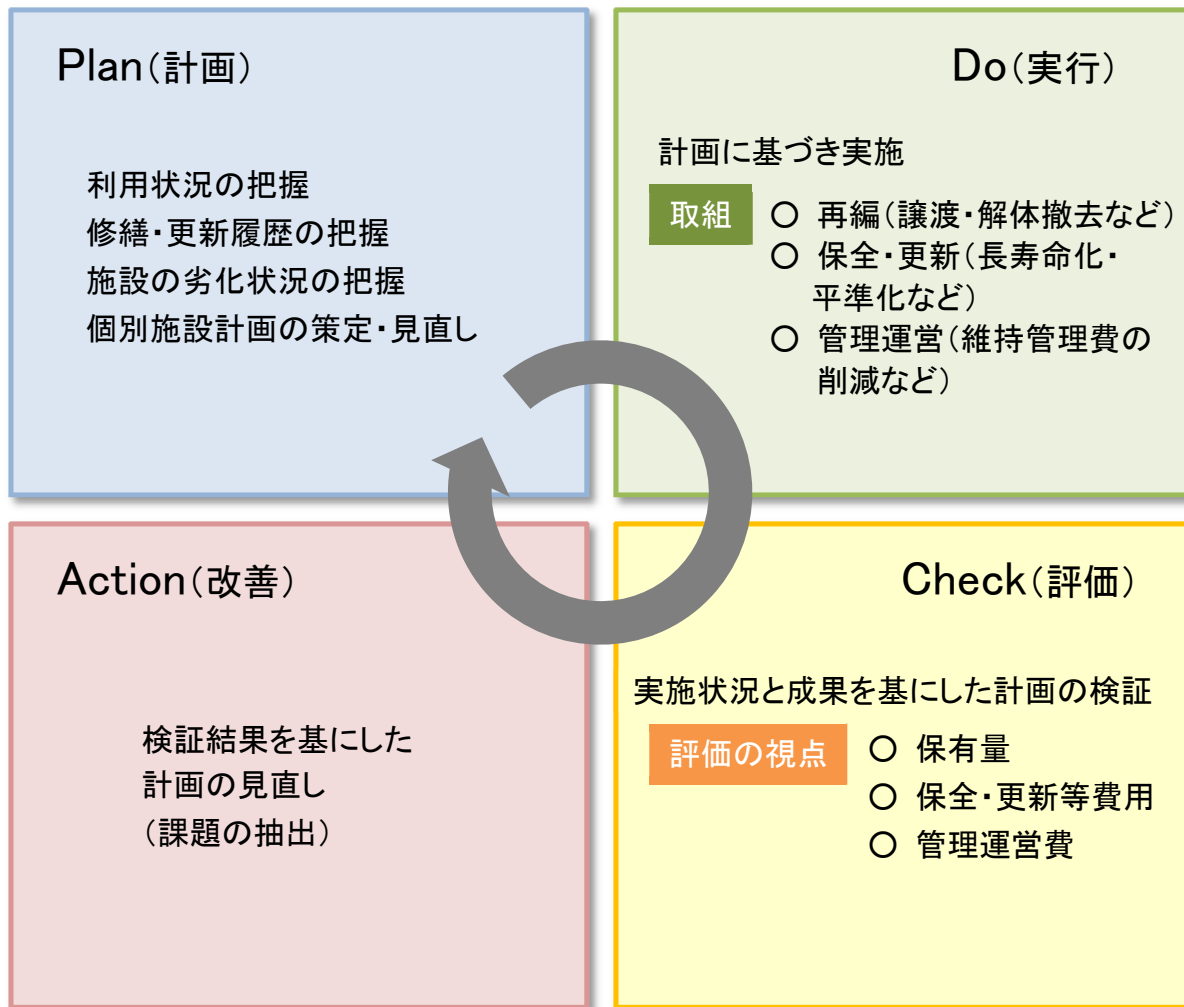 Plan（計画）
利用状況の把握
修繕・更新履歴の把握
施設の劣化状況の把握
個別施設計画の策定・見直し
Do（実行）
計画に基づき実施
取組
○ 再編（譲渡・解体撤去など）
○ 保全・更新（長寿命化・
平準化など）
○ 管理運営（維持管理費の
削減など）
Action（改善）
検証結果を基にした
計画の見直し
（課題の抽出）
Check（評価）
実施状況と成果を基にした計画の検証
評価の視点
○ 保有量
○ 保全・更新等費用
○ 管理運営費